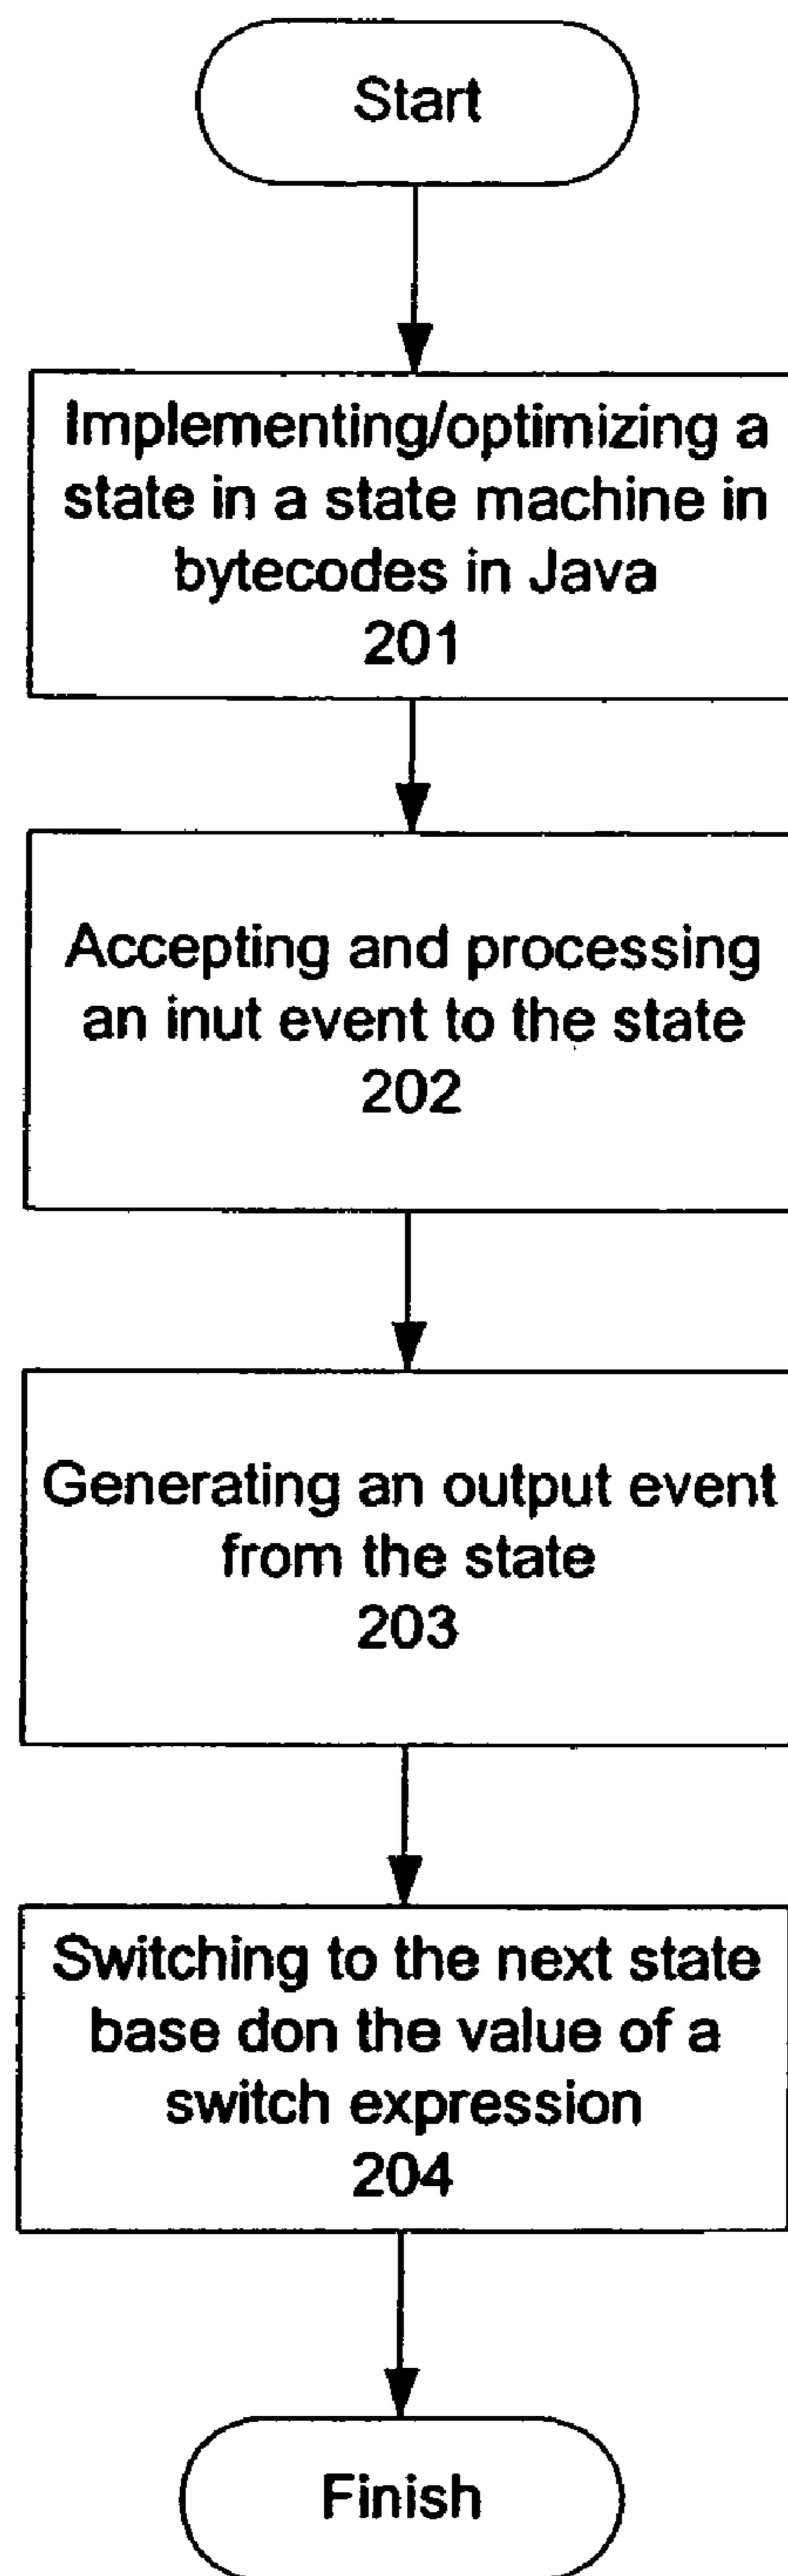 Start
Implementing/optimizing a
state in a state machine in
bytecodes in Java
201
Accepting and processing
an inut event to the state
202
Generating an output event
from the state
203
Switching to the next state
base don the value of a
switch expression
204
Finish